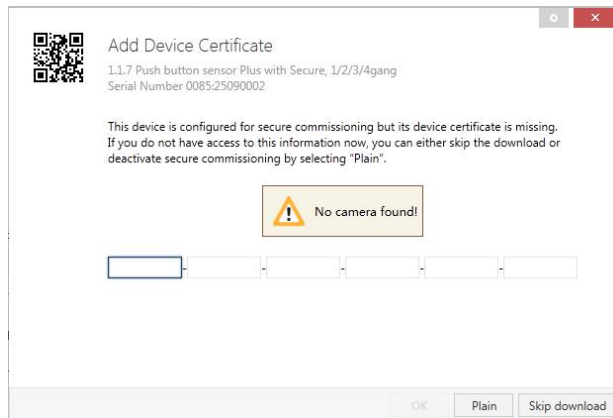 Add Device Certificate
1.1.7 Push button sensor Plus with Secure, 1/2/3/4gang
Serial Number 0085:25090002
This device is configured for secure commissioning but its device certificate is missing.
If you do not have access to this information now, you can either skip the download or
deactivate secure commissioning by selecting "Plain".
No camera found!
- - - - -
OK Plain Skip download